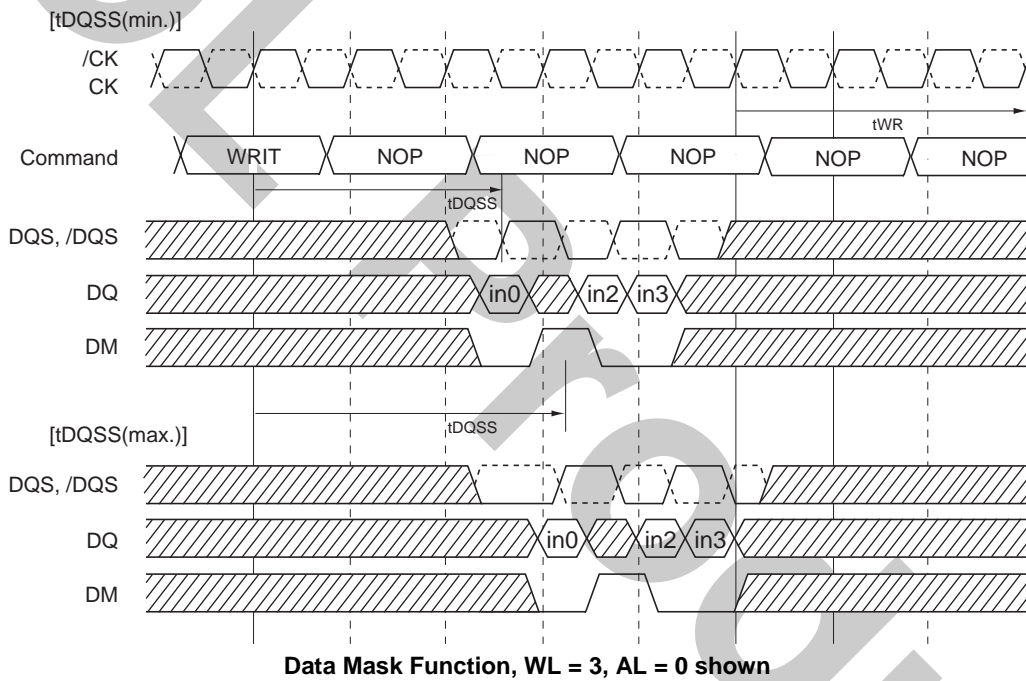 [tDQSS(min.)]
/CK
CK
tWR
Command WRIT NOP NOP NOP NOP NOP
tDQSS
DQS, /DQS
DQ in0 in2 in3
DM
tDQSS
[tDQSS(max.)]
DQS, /DQS
DQ in0 in2 in3
DM
Data Mask Function, WL = 3, AL = 0 shown